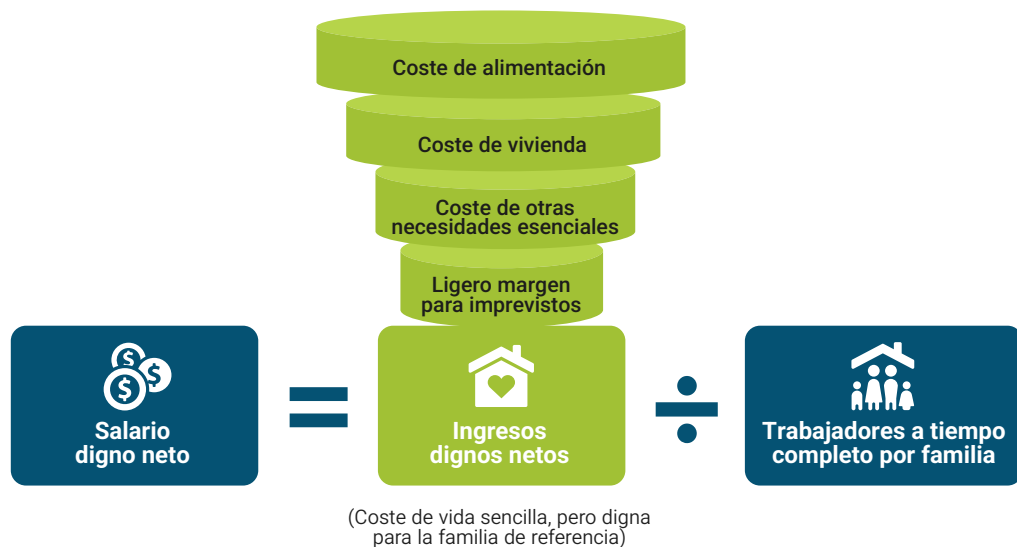 Coste de alimentación
Coste de vivienda
Coste de otras
necesidades esenciales
Ligero margen
para imprevistos
$
$
$
Salario
digno neto
=
Ingresos
dignos netos
÷
Trabajadores a tiempo
completo por familia
(Coste de vida sencilla, pero digna
para la familia de referencia)